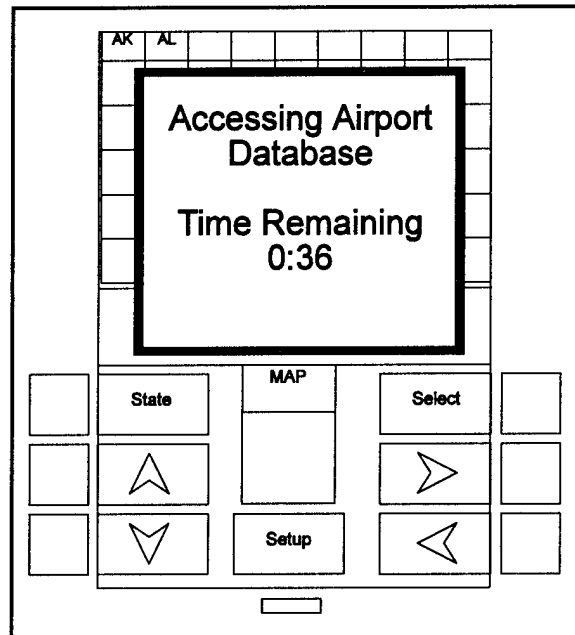 AK AL
Accessing Airport
Database
Time Remaining
0:36
MAP
State
Select
Setup